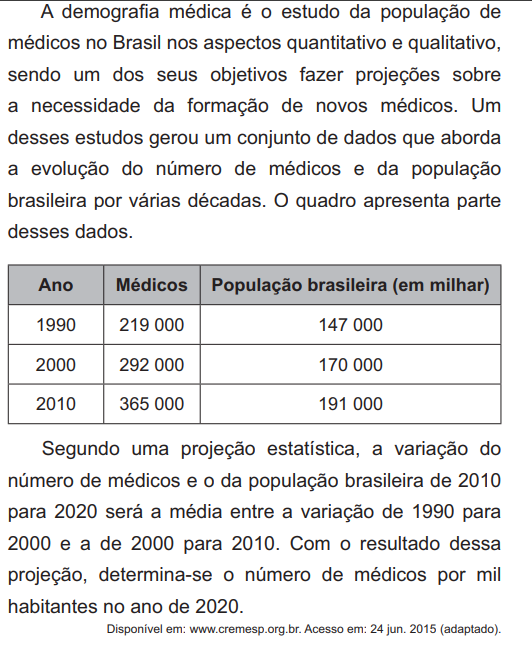 A demografia médica é o estudo da população de
médicos no Brasil nos aspectos quantitativo e qualitativo,
sendo um dos seus objetivos fazer projeções sobre
a necessidade da formação de novos médicos. Um
desses estudos gerou um conjunto de dados que aborda
a evolução do número de médicos e da população
brasileira por várias décadas. O quadro apresenta parte
desses dados.
Ano Médicos População brasileira (em milhar)
1990 219 000 147 000
2000 292 000 170 000
2010 365 000 191 000
Segundo uma projeção estatística, a variação do
número de médicos e o da população brasileira de 2010
para 2020 será a média entre a variação de 1990 para
2000 e a de 2000 para 2010. Com o resultado dessa
projeção, determina-se o número de médicos por mil
habitantes no ano de 2020.
Disponível em: www.cremesp.org.br. Acesso em: 24 jun. 2015 (adaptado).